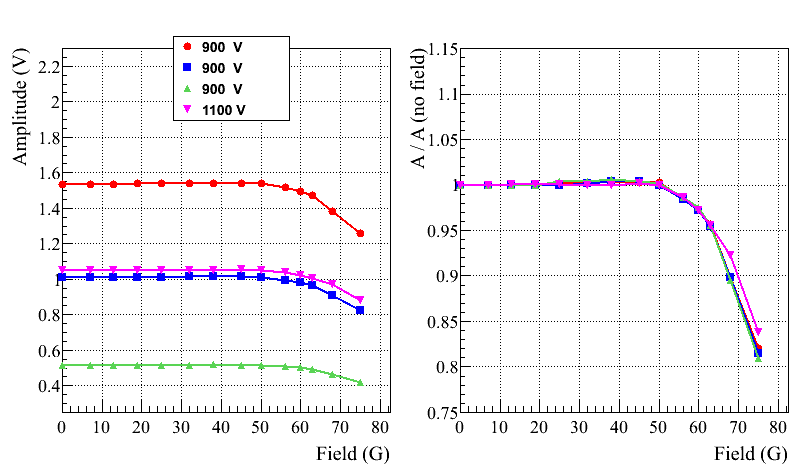 900 V
900 V
900 V
1100 V
Amplitude (V)
2.2
2
1.8
1.6
1.4
1.2
1
0.8
0.6
0.4
0 10 20 30 40 50 60 70 80
Field (G)
A / A (no field)
1.15
1.1
1.05
1
0.95
0.9
0.85
0.8
0.75
0 10 20 30 40 50 60 70 80
Field (G)